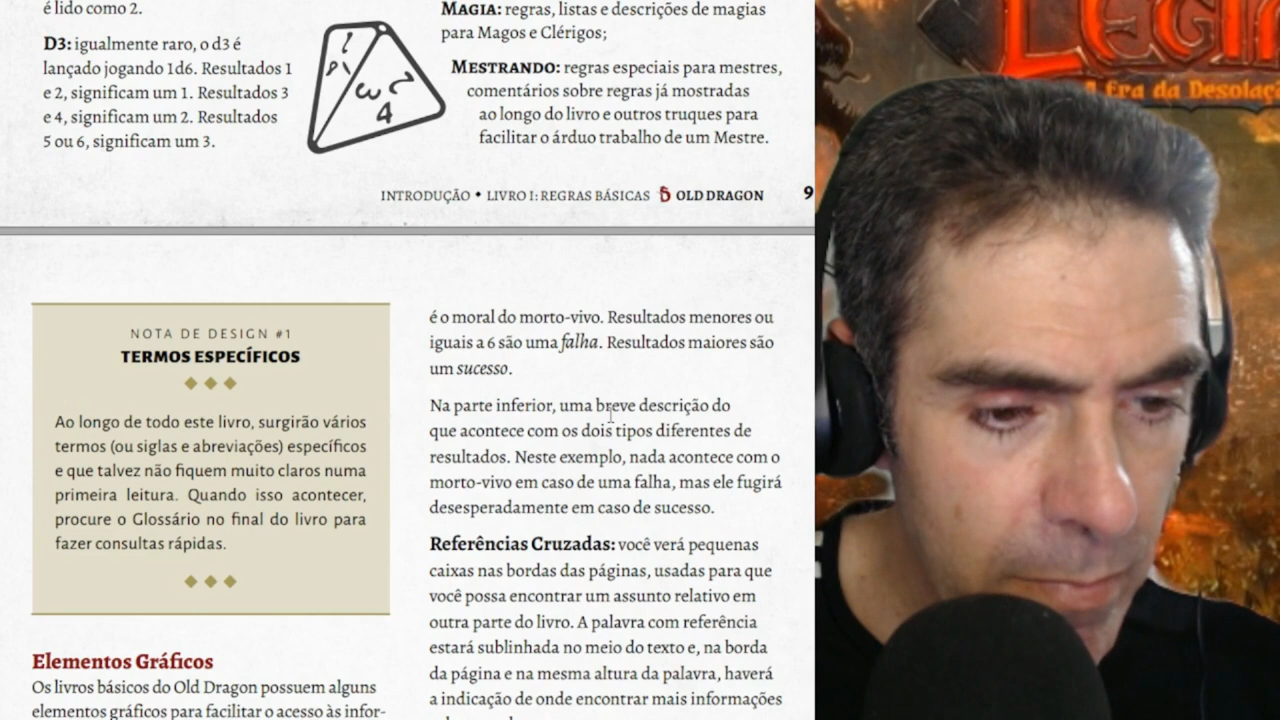 é lido como 2.
D3: igualmente raro, o d3 é
lançado jogando 1d6. Resultados 1
e 2, significam um 1. Resultados 3
e 4, significam um 2. Resultados
5 ou 6, significam um 3.
4
MAGIA: regras, listas e descrições de magias
para Magos e Clérigos;
MESTRANDO: regras especiais para mestres,
comentários sobre regras já mostradas
ao longo do livro e outros truques para
facilitar o árduo trabalho de um Mestre.
INTRODUÇÃO • LIVRO I: REGRAS BÁSICAS OLD DRAGON 9
NOTA DE DESIGN #1
TERMOS ESPECÍFICOS
Ao longo de todo este livro, surgirão vários
termos (ou siglas e abreviações) específicos
e que talvez não fiquem muito claros numa
primeira leitura. Quando isso acontecer,
procure o Glossário no final do livro para
fazer consultas rápidas.
Elementos Gráficos
Os livros básicos do Old Dragon possuem alguns
elementos gráficos para facilitar o acesso às infor-
é o moral do morto-vivo. Resultados menores ou
iguais a 6 são uma falha. Resultados maiores são
um sucesso.
Na parte inferior, uma breve descrição do
que acontece com os dois tipos diferentes de
resultados. Neste exemplo, nada acontece com o
morto-vivo em caso de uma falha, mas ele fugirá
desesperadamente em caso de sucesso.
Referências Cruzadas: você verá pequenas
caixas nas bordas das páginas, usadas para que
você possa encontrar um assunto relativo em
outra parte do livro. A palavra com referência
estará sublinhada no meio do texto e, na borda
da página e na mesma altura da palavra, haverá
a indicação de onde encontrar mais informações
A Era da Desolaç